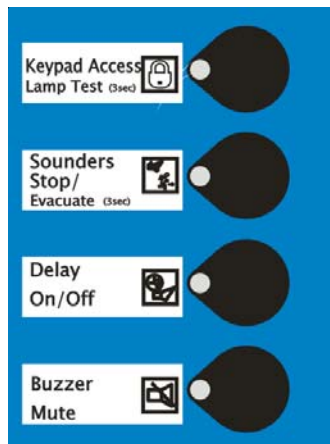 Keypad Access
Lamp Test (3sec)
Sounders
Stop/
Evacuate (3sec)
Delay
On/Off
Buzzer
Mute